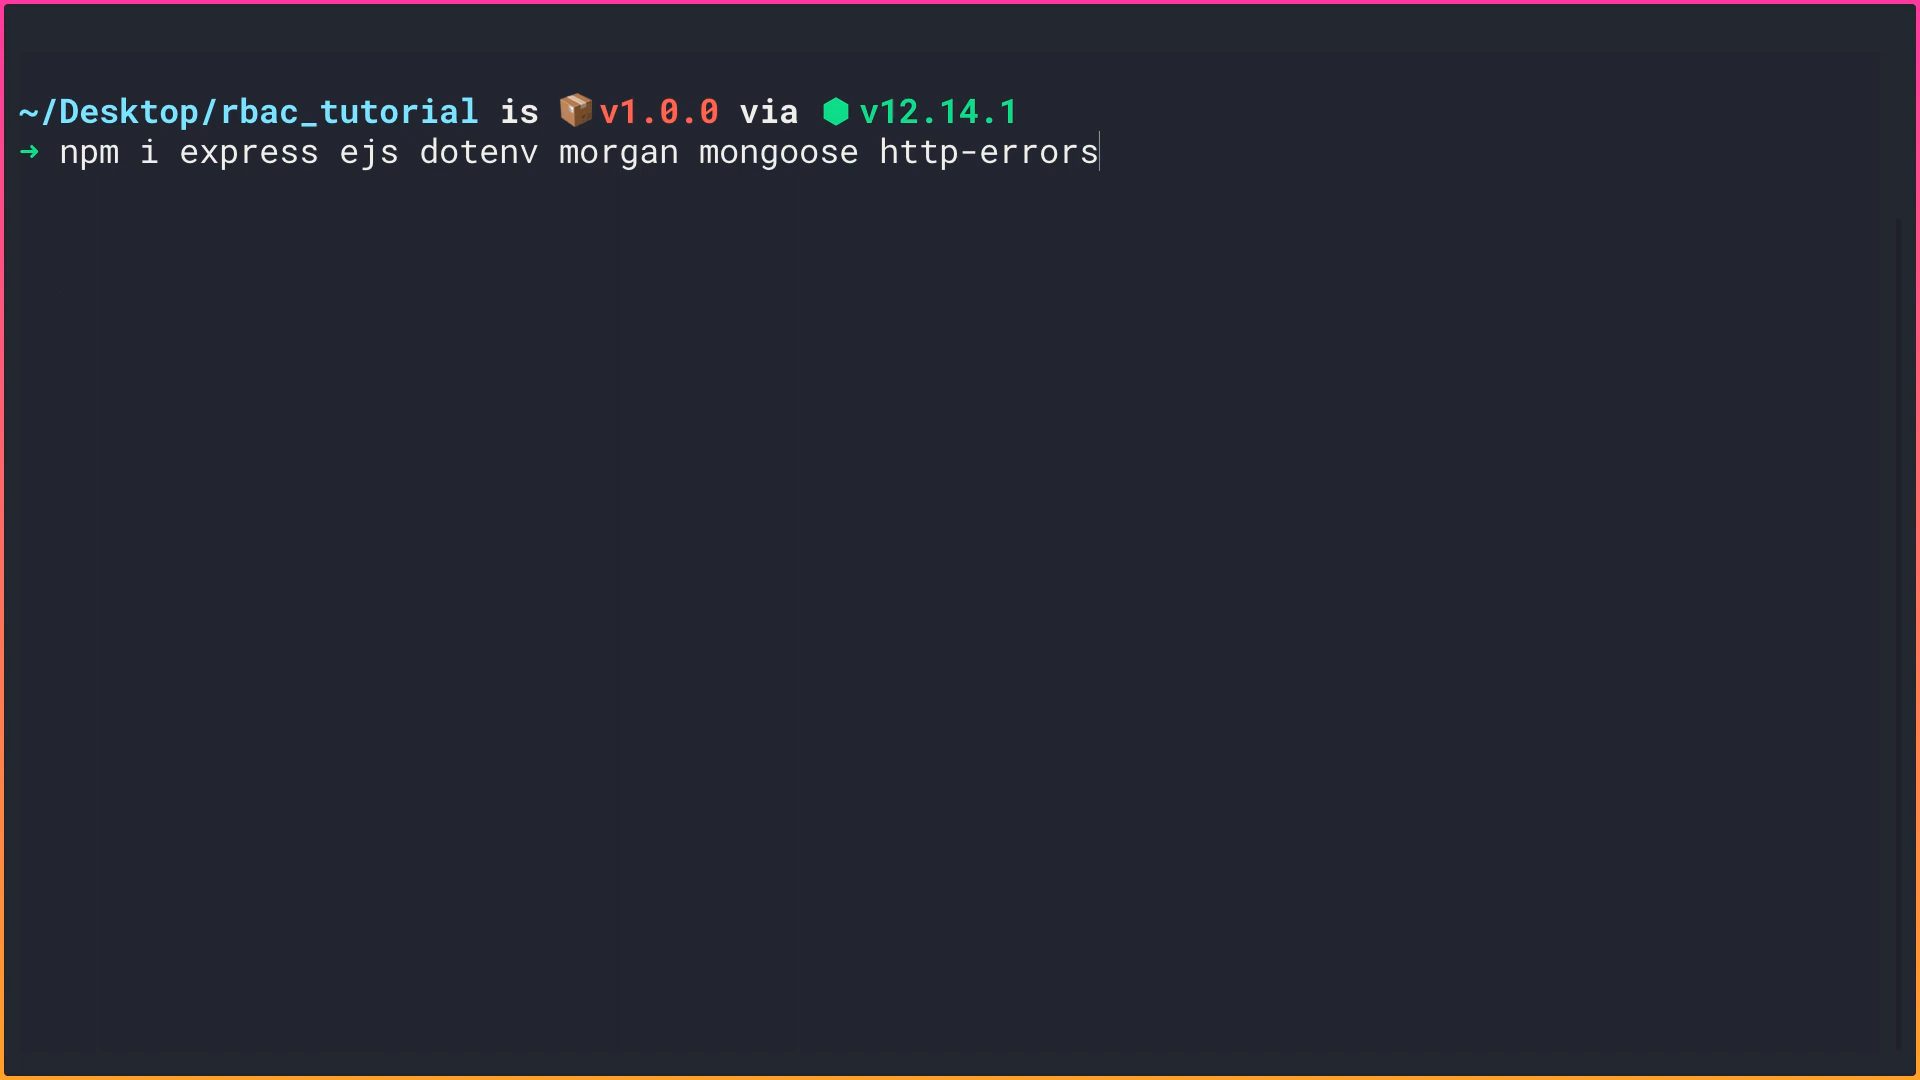 ~/Desktop/rbac_tutorial is 📦v1.0.0 via ⬢ v12.14.1
➜ npm i express ejs dotenv morgan mongoose http-errors